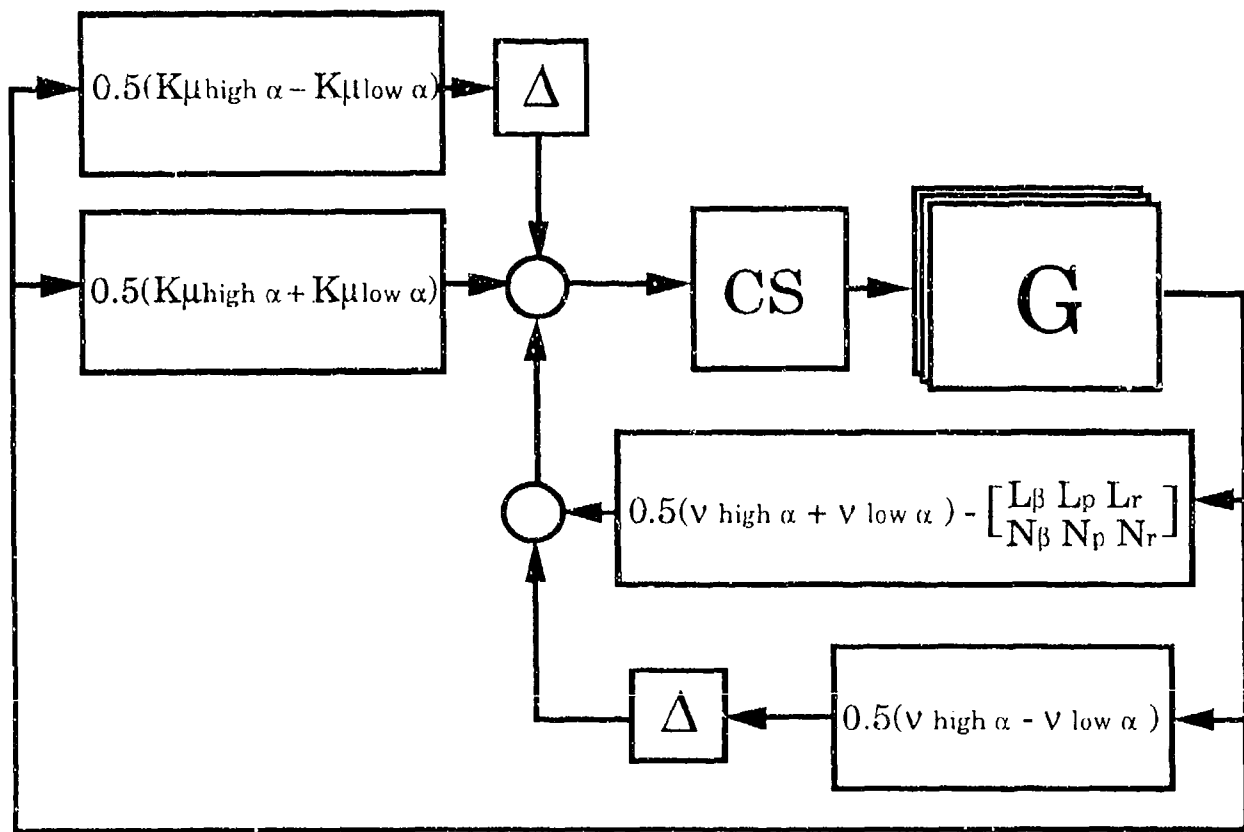 0.5(Kμhigh α – Kμlow α)
Δ
0.5(Kμhigh α + Kμlow α)
CS
G
0.5(ν high α + ν low α ) - [Lβ Lp Lr
Nβ Np Nr]
Δ
0.5(ν high α - ν low α )